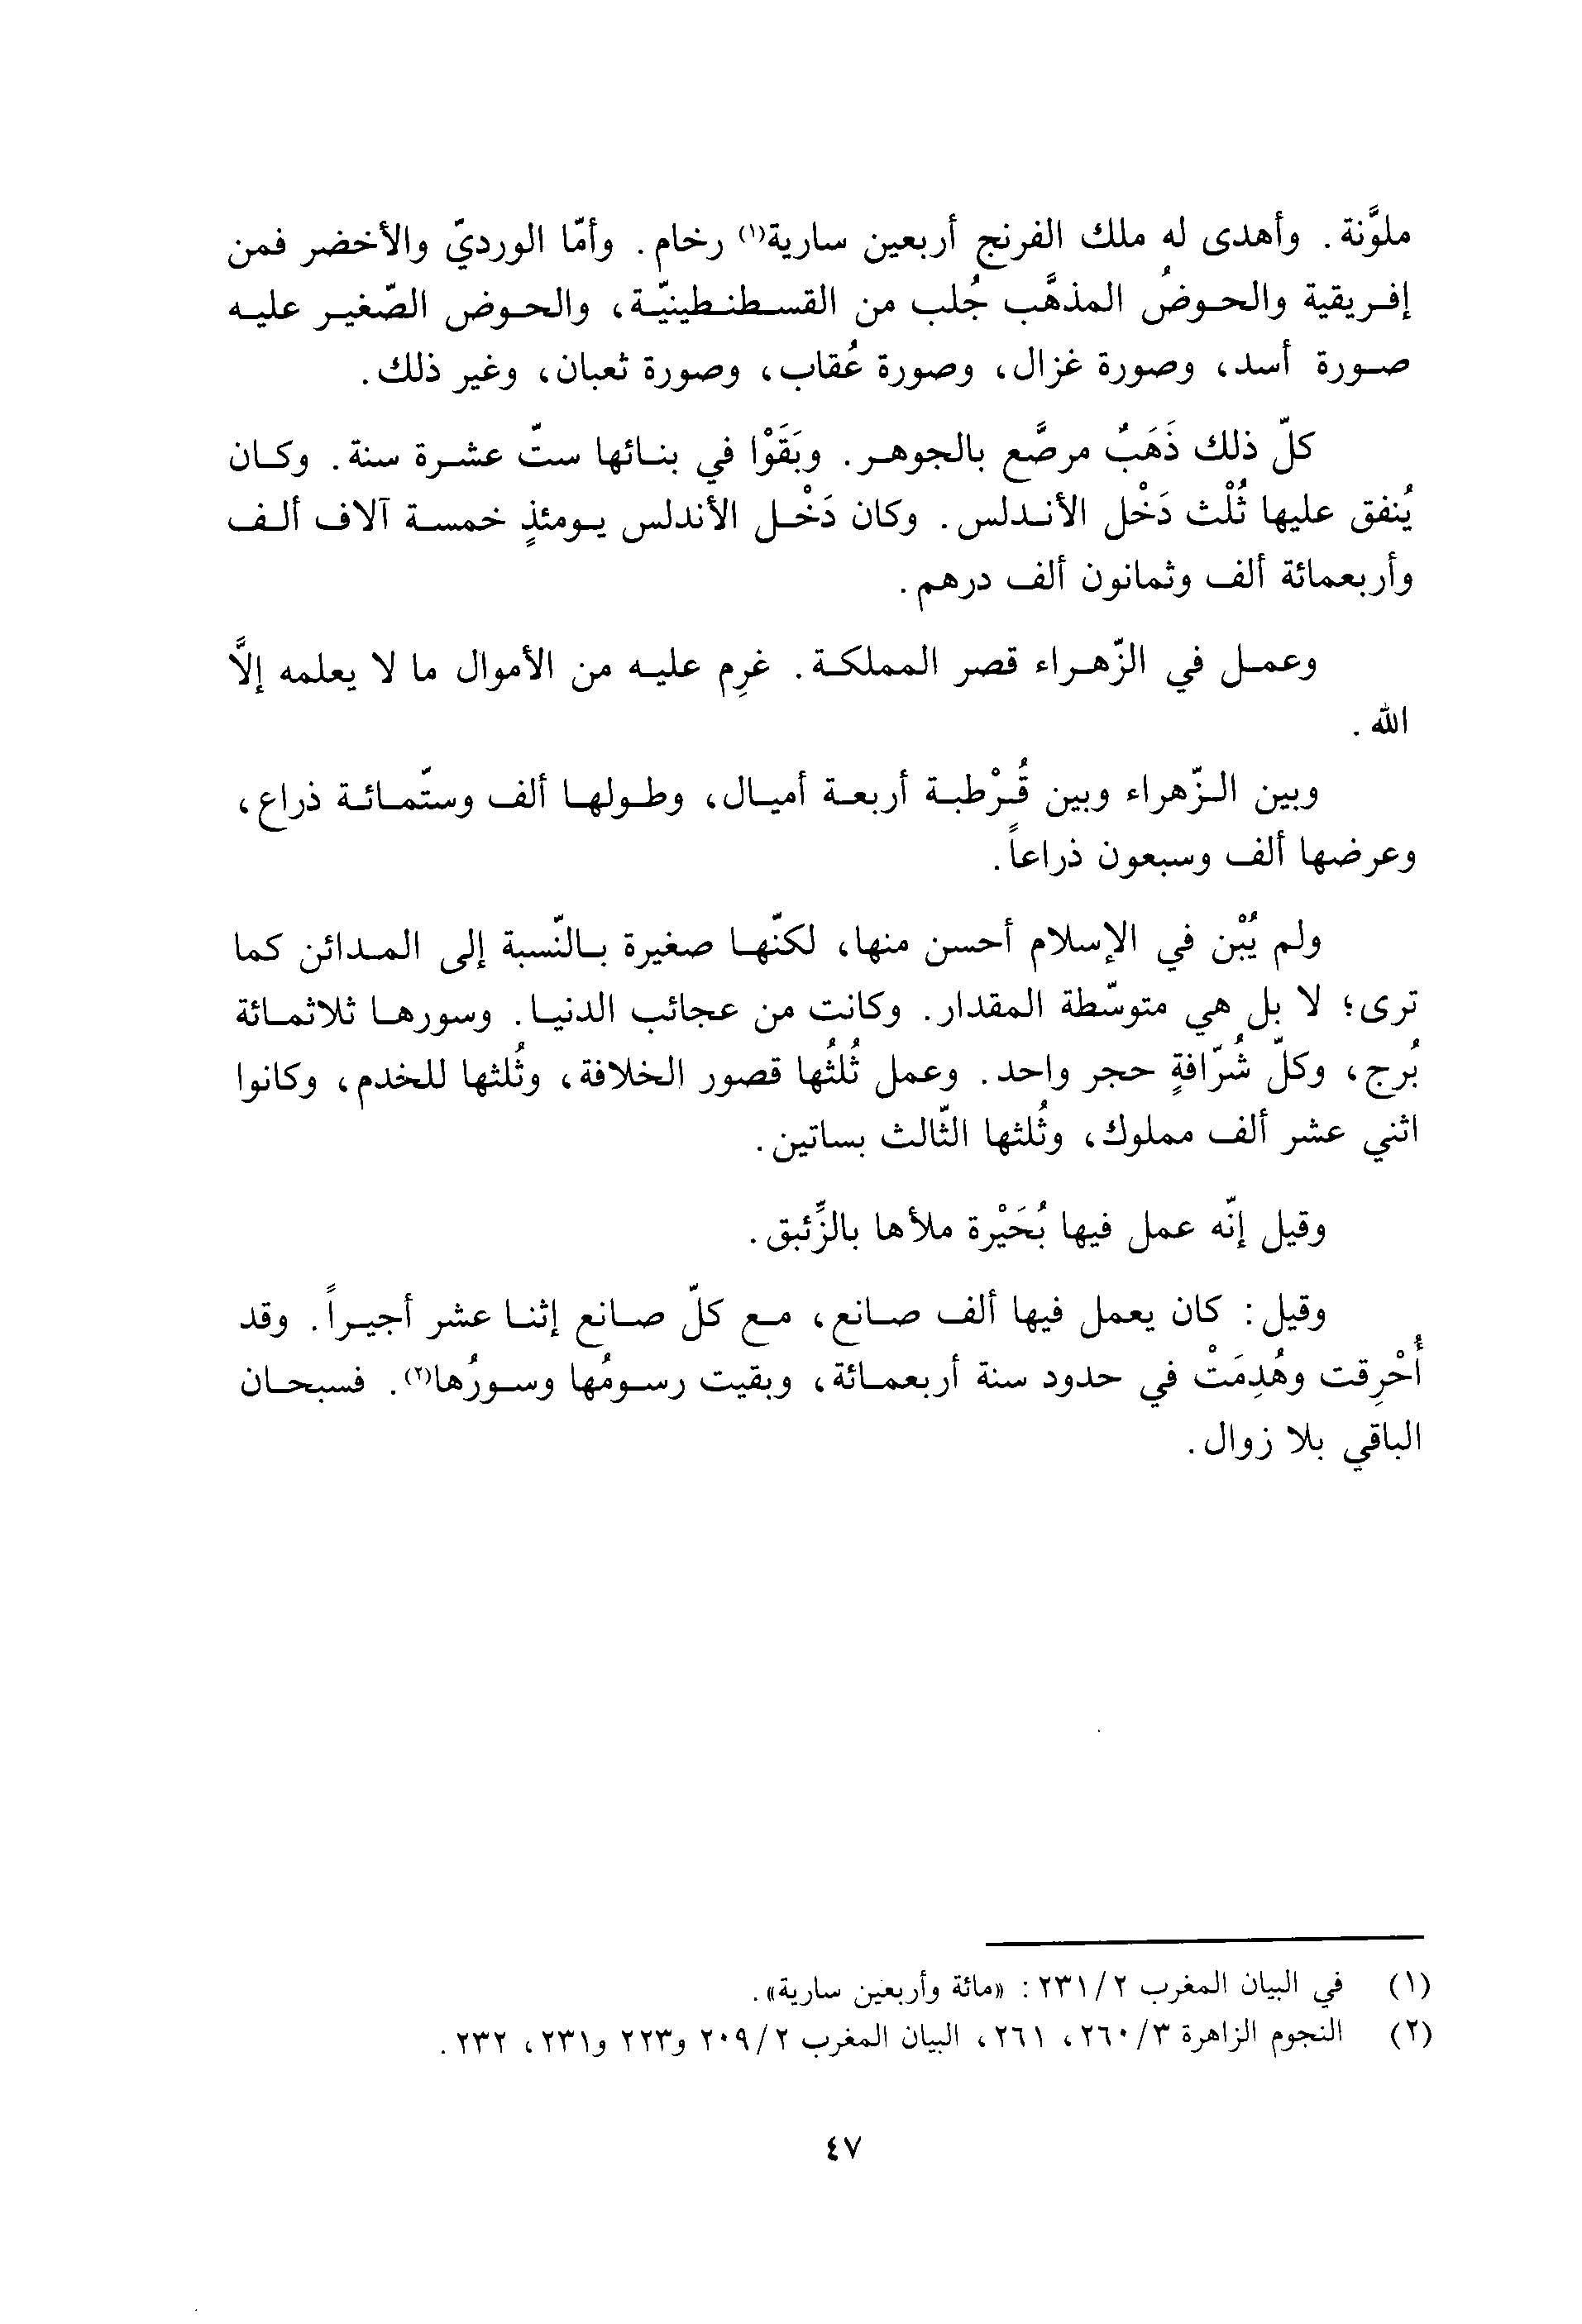 ملوَّنة. وأهدى له ملك الفرنج أربعين سارية(١) رخام. وأمّا الورديّ والأخضر فمن
إفريقية والحوضُ المذهَّب جُلب من القسطنطينيّة، والحوض الصّغير عليه
صورة أسد، وصورة غزال، وصورة عُقاب، وصورة ثعبان، وغير ذلك.
كلّ ذلك ذَهَبٌ مرصَّع بالجوهر. وبَقَوْا في بنائها ستّ عشرة سنة. وكان
يُنفق عليها ثُلْث دَخْل الأندلس. وكان دَخْل الأندلس يومئذٍ خمسة آلاف ألف
وأربعمائة ألف وثمانون ألف درهم.
وعمل في الزّهراء قصر المملكة. غرِم عليه من الأموال ما لا يعلمه إلاَّ
الله.
وبين الزّهراء وبين قُرْطبة أربعة أميال، وطولها ألف وستّمائة ذراع،
وعرضها ألف وسبعون ذراعاً.
ولم يُبْن في الإسلام أحسن منها، لكنّها صغيرة بالنّسبة إلى المدائن كما
ترى؛ لا بل هي متوسّطة المقدار. وكانت من عجائب الدنيا. وسورها ثلاثمائة
بُرج، وكلّ شُرّافةٍ حجر واحد. وعمل ثُلثُها قصور الخلافة، وثُلثها للخدم، وكانوا
اثني عشر ألف مملوك، وثُلثها الثّالث بساتين.
وقيل إنّه عمل فيها بُحَيْرة ملأها بالزِّئبق.
وقيل: كان يعمل فيها ألف صانع، مع كلّ صانع إثنا عشر أجيراً. وقد
أُحْرِقت وهُدِمَتْ في حدود سنة أربعمائة، وبقيت رسومُها وسورُها(٢). فسبحان
الباقي بلا زوال.
(١) في البيان المغرب ٢/ ٢٣١: «مائة وأربعين سارية».
(٢) النجوم الزاهرة ٣/ ٢٦٠، ٢٦١، البيان المغرب ٢/ ٢٠٩ و٢٢٣ و٢٣١، ٢٣٢.
٤٧